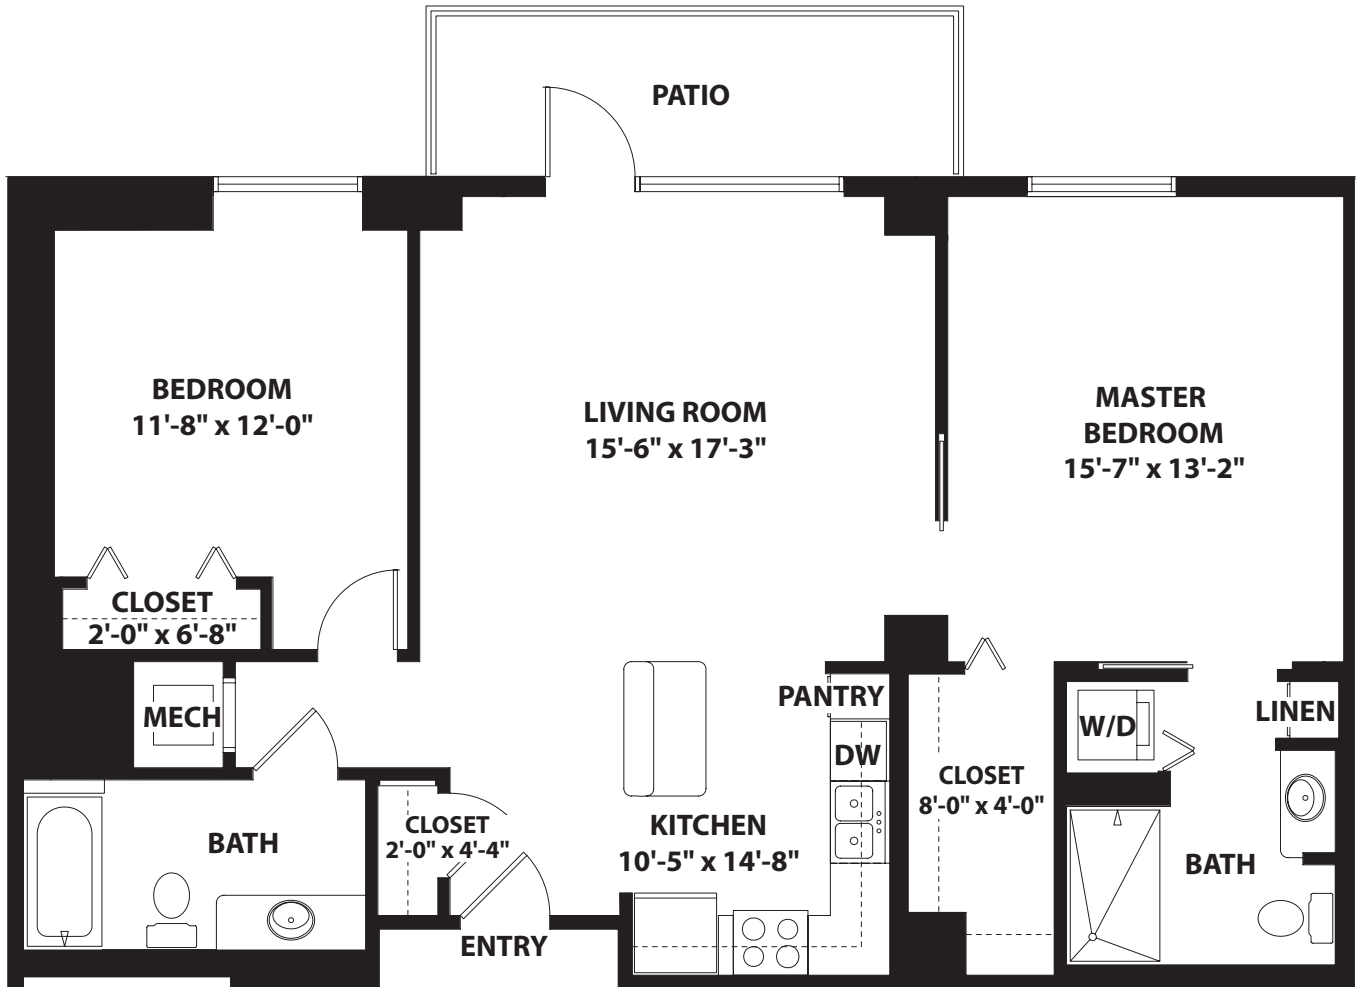 PATIO
BEDROOM
11'-8" x 12'-0"
LIVING ROOM
15'-6" x 17'-3"
MASTER
BEDROOM
15'-7" x 13'-2"
CLOSET
2'-0" x 6'-8"
MECH
PANTRY
DW
W/D
LINEN
CLOSET
8'-0" x 4'-0"
CLOSET
2'-0" x 4'-4"
KITCHEN
10'-5" x 14'-8"
BATH
BATH
ENTRY